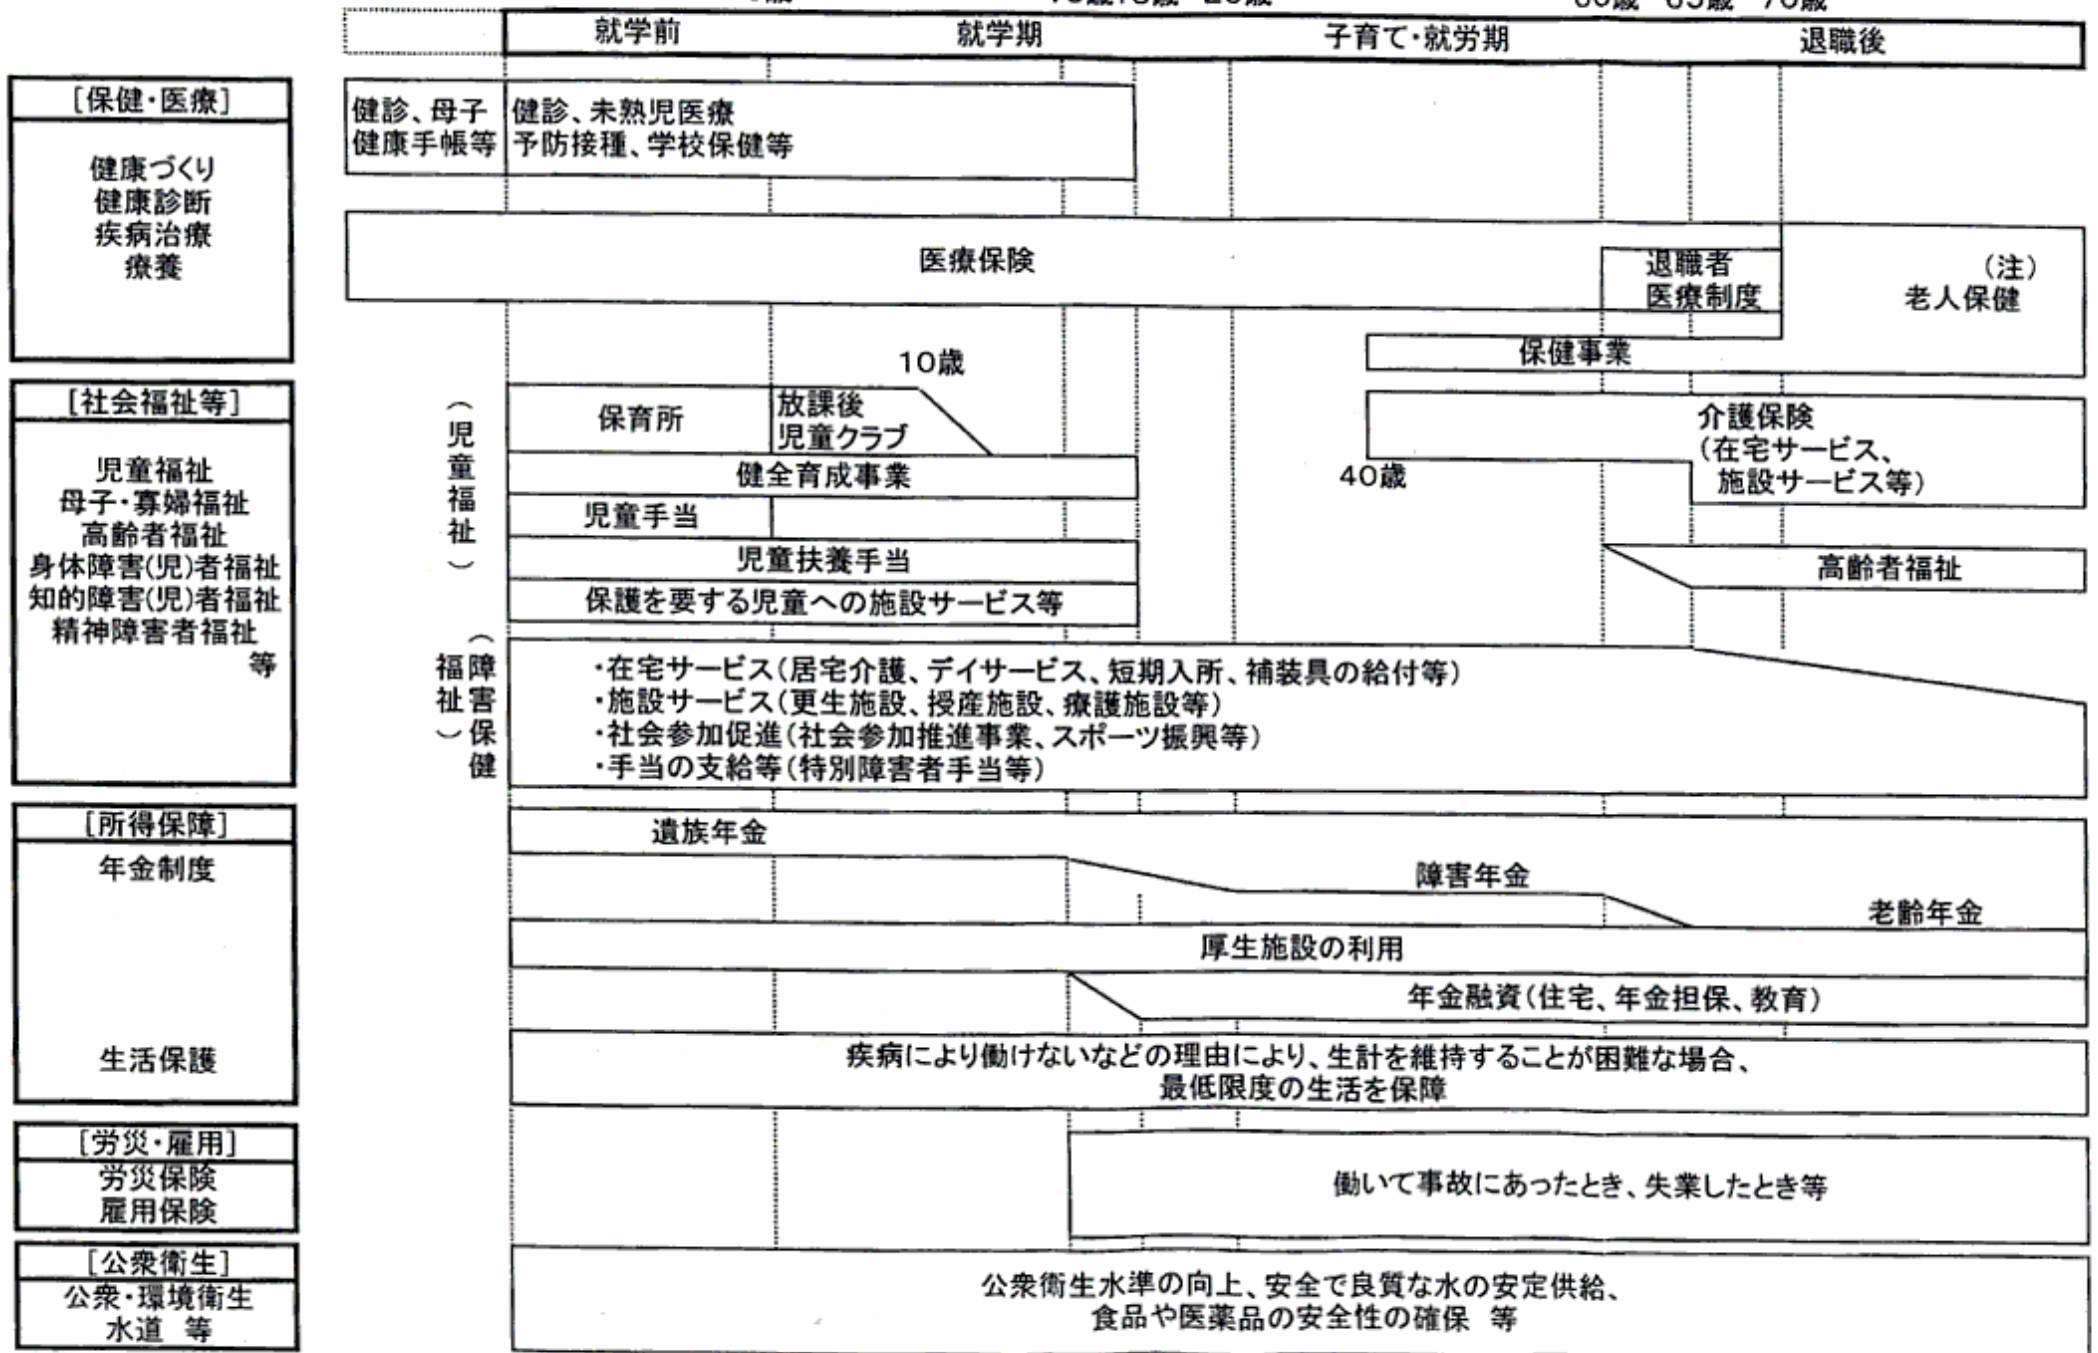 就学前 就学期 子育て・就労期 退職後
[保健・医療]
健康づくり
健康診断
疾病治療
療養
健診、母子
健康手帳等
健診、未熟児医療
予防接種、学校保健等
医療保険
退職者
医療制度
(注)
老人保健
保健事業
[社会福祉等]
児童福祉
母子・寡婦福祉
高齢者福祉
身体障害(児)者福祉
知的障害(児)者福祉
精神障害者福祉
等
(児童福祉)
10歳
保育所
放課後
児童クラブ
健全育成事業
児童手当
児童扶養手当
保護を要する児童への施設サービス等
40歳
介護保険
(在宅サービス、
施設サービス等)
高齢者福祉
(障害保健
福祉)
・在宅サービス(居宅介護、デイサービス、短期入所、補装具の給付等)
・施設サービス(更生施設、授産施設、療護施設等)
・社会参加促進(社会参加推進事業、スポーツ振興等)
・手当の支給等(特別障害者手当等)
[所得保障]
年金制度
生活保護
遺族年金
障害年金
老齢年金
厚生施設の利用
年金融資(住宅、年金担保、教育)
疾病により働けないなどの理由により、生計を維持することが困難な場合、
最低限度の生活を保障
[労災・雇用]
労災保険
雇用保険
働いて事故にあったとき、失業したとき等
[公衆衛生]
公衆・環境衛生
水道 等
公衆衛生水準の向上、安全で良質な水の安定供給、
食品や医薬品の安全性の確保 等